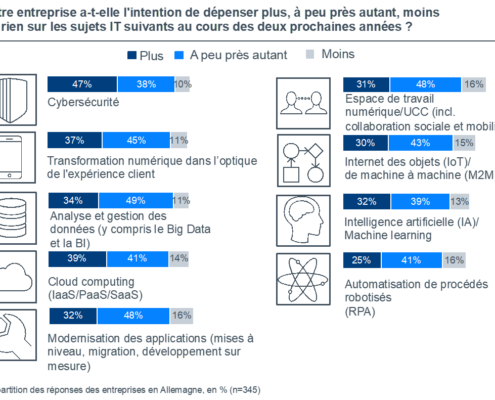 tre entreprise a-t-elle l'intention de dépenser plus, à peu près autant, moins
rien sur les sujets IT suivants au cours des deux prochaines années ?
Plus A peu près autant Moins
47% 38% 10%
Cybersécurité
37% 45% 11%
Transformation numérique dans l'optique
de l'expérience client
34% 49% 11%
Analyse et gestion des
données (y compris le Big Data
et la BI)
39% 41% 14%
Cloud computing
(IaaS/PaaS/SaaS)
32% 48% 16%
Modernisation des applications (mises à
niveau, migration, développement sur
mesure)
31% 48% 16%
Espace de travail
numérique/UCC (incl.
collaboration sociale et mobil
30% 43% 15%
Internet des objets (IoT)/
de machine à machine (M2M
32% 39% 13%
Intelligence artificielle (IA)/
Machine learning
25% 41% 16%
Automatisation de procédés
robotisés
(RPA)
partition des réponses des entreprises en Allemagne, en % (n=345)